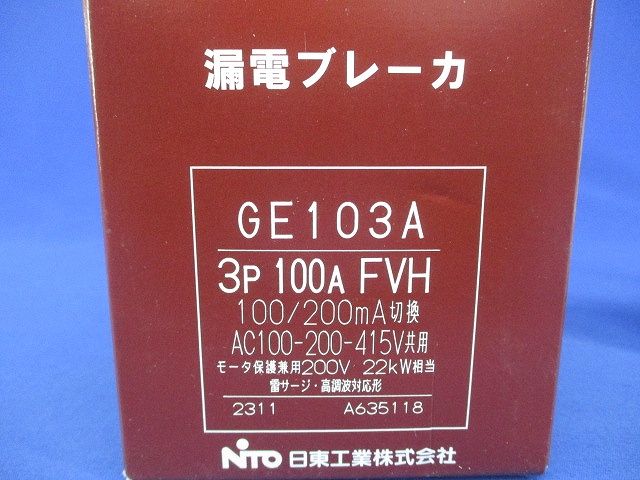 漏電ブレーカ
GE103A
3P 100A FVH
100/200mA切換
AC100-200-415V共用
モータ保護兼用200V 22kW相当
雷サージ・高調波対応形
2311 A635118
NITO 日東工業株式会社